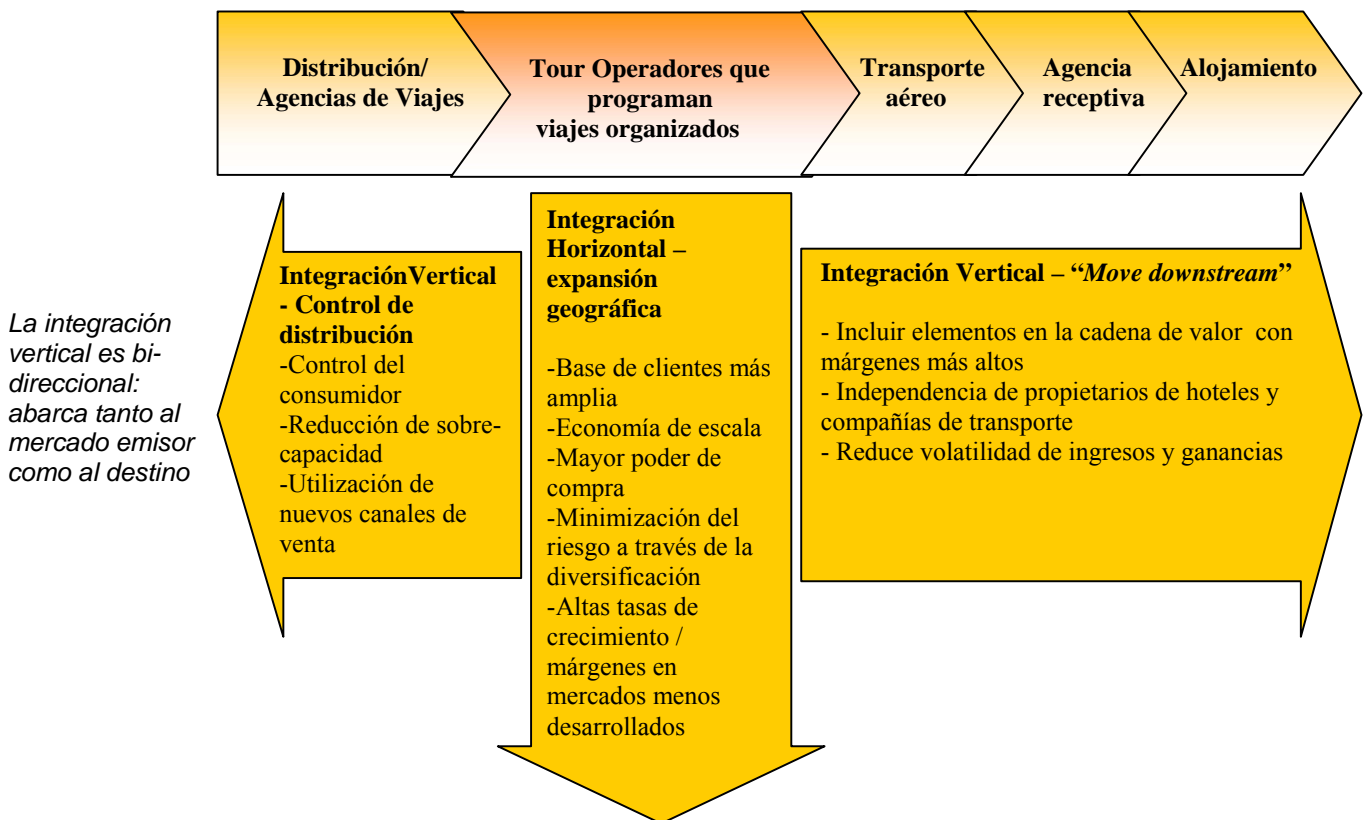 Distribución/
Agencias de Viajes
Tour Operadores que
programan
viajes organizados
Transporte
aéreo
Agencia
receptiva
Alojamiento
La integración
vertical es bi-
direccional:
abarca tanto al
mercado emisor
como al destino
IntegraciónVertical
- Control de
distribución
-Control del
consumidor
-Reducción de sobre-
capacidad
-Utilización de
nuevos canales de
venta
Integración
Horizontal –
expansión
geográfica
-Base de clientes más
amplia
-Economía de escala
-Mayor poder de
compra
-Minimización del
riesgo a través de la
diversificación
-Altas tasas de
crecimiento /
márgenes en
mercados menos
desarrollados
Integración Vertical – “Move downstream”
- Incluir elementos en la cadena de valor con
márgenes más altos
- Independencia de propietarios de hoteles y
compañías de transporte
- Reduce volatilidad de ingresos y ganancias